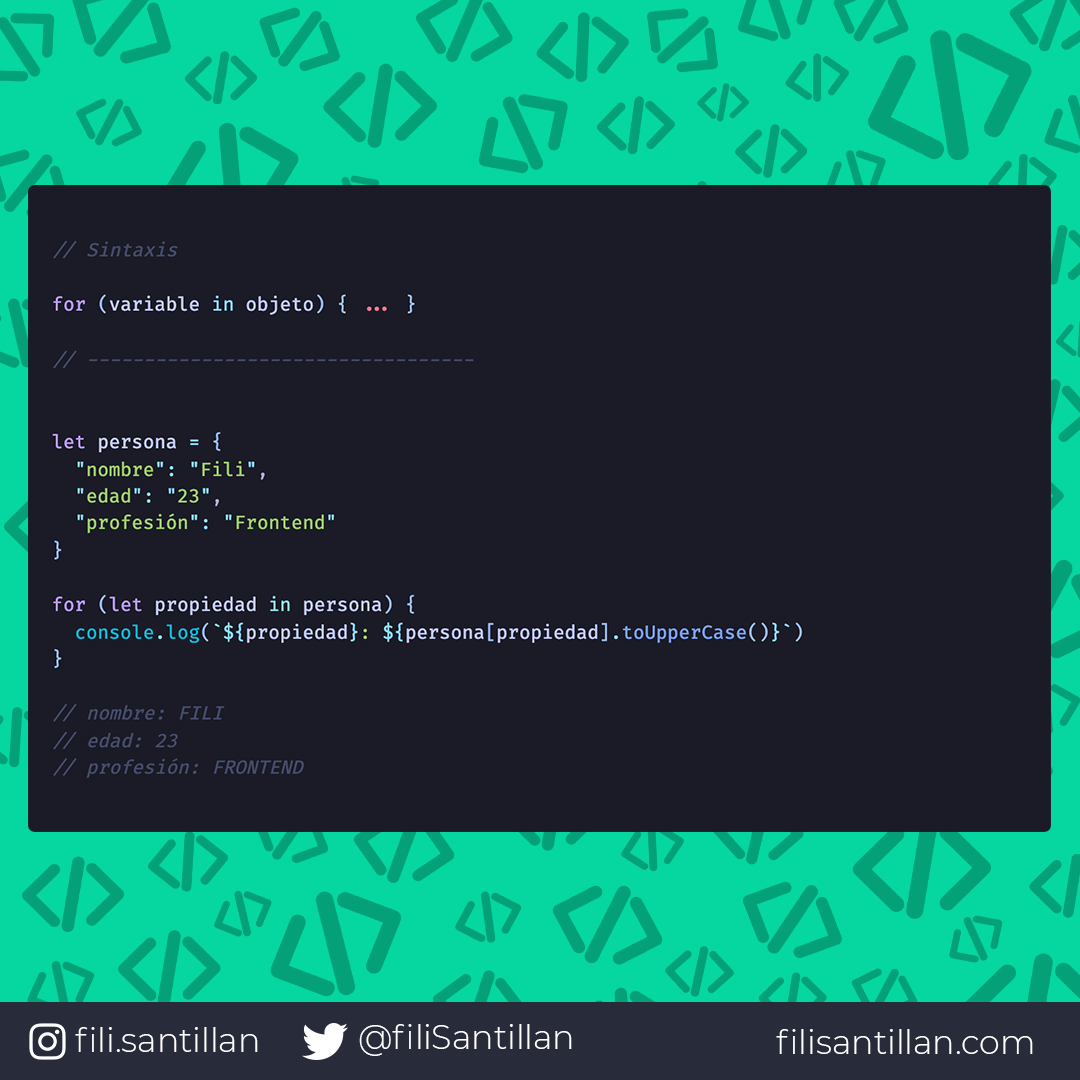 // Sintaxis
for (variable in objeto) { ... }
// ----------------------------------
let persona = {
  "nombre": "Fili",
  "edad": "23",
  "profesión": "Frontend"
}
for (let propiedad in persona) {
  console.log(`${propiedad}: ${persona[propiedad].toUpperCase()}`)
}
// nombre: FILI
// edad: 23
// profesión: FRONTEND
fili.santillan @filiSantillan filisantillan.com